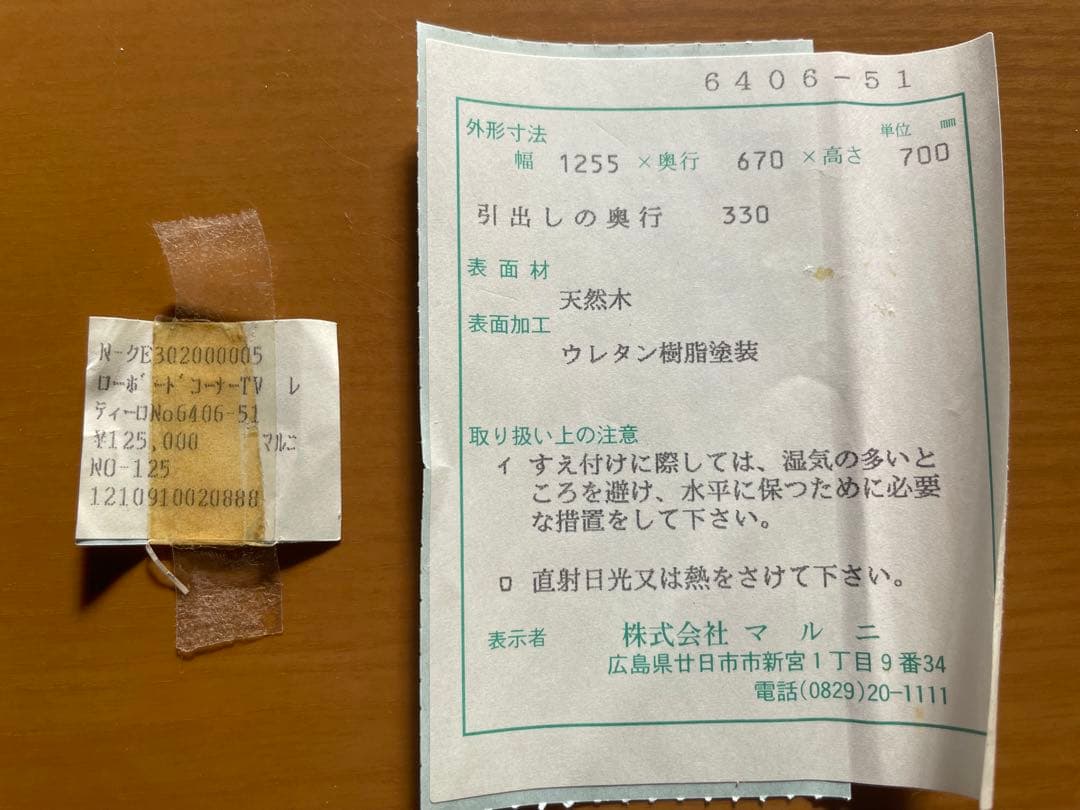 N-クE302000005
ローボードコーナーTV レ
ディーロNo6406-51
¥125,000 マルニ
NO-125
1210910020888
6406-51
外形寸法 単位 mm
幅 1255 ×奥行 670 ×高さ 700
引出しの奥行 330
表面材
天然木
表面加工
ウレタン樹脂塗装
取り扱い上の注意
イ すえ付けに際しては、湿気の多いと
ころを避け、水平に保つために必要
な措置をして下さい。
ロ 直射日光又は熱をさけて下さい。
表示者 株式会社 マルニ
広島県廿日市市新宮1丁目9番34
電話(0829)20-1111